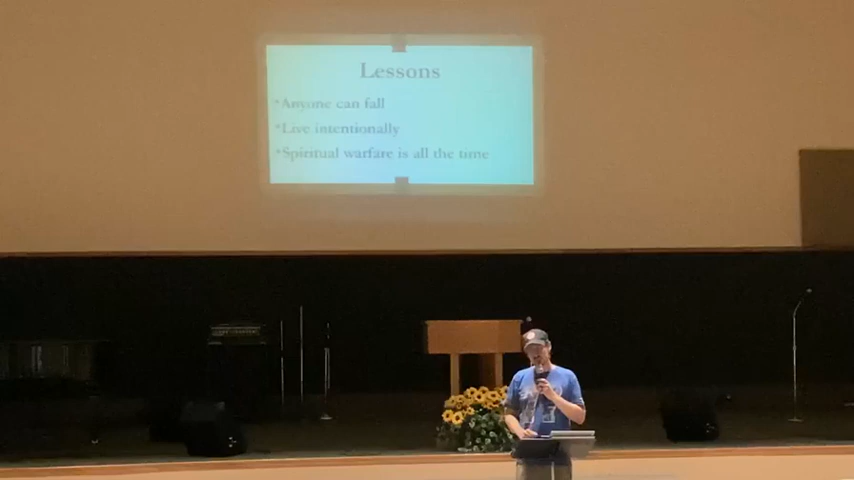 Lessons
*Anyone can fall
*Live intentionally
*Spiritual warfare is all the time